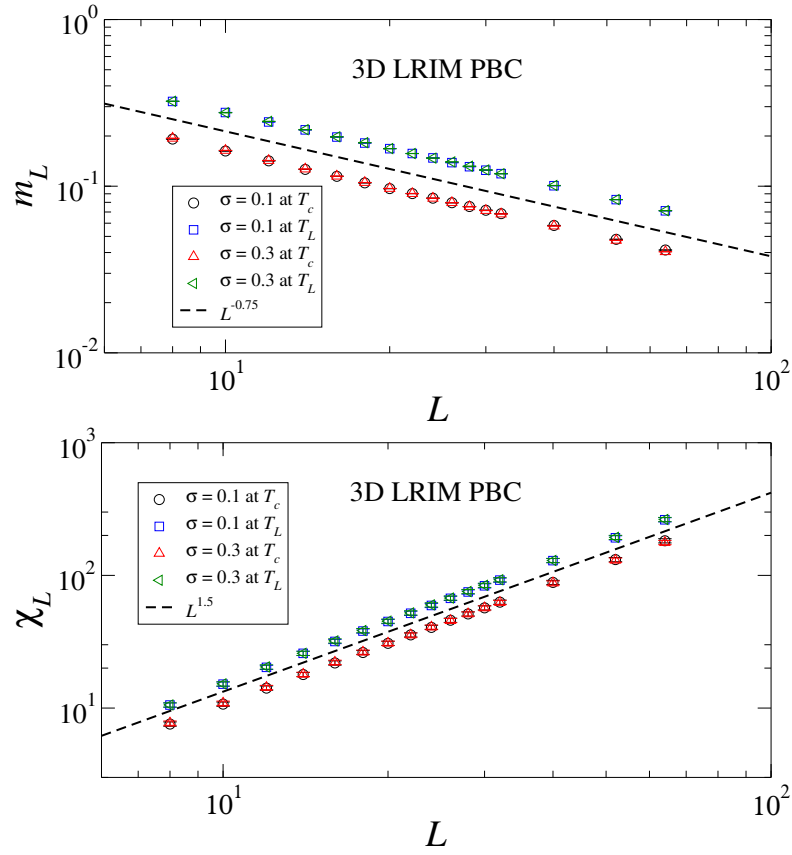 10^0
3D LRIM PBC
m_L
10^-1
σ = 0.1 at T_c
σ = 0.1 at T_L
σ = 0.3 at T_c
σ = 0.3 at T_L
L^-0.75
10^-2
10^1
10^2
L
10^3
3D LRIM PBC
σ = 0.1 at T_c
σ = 0.1 at T_L
σ = 0.3 at T_c
σ = 0.3 at T_L
L^1.5
10^2
χ_L
10^1
10^1
10^2
L